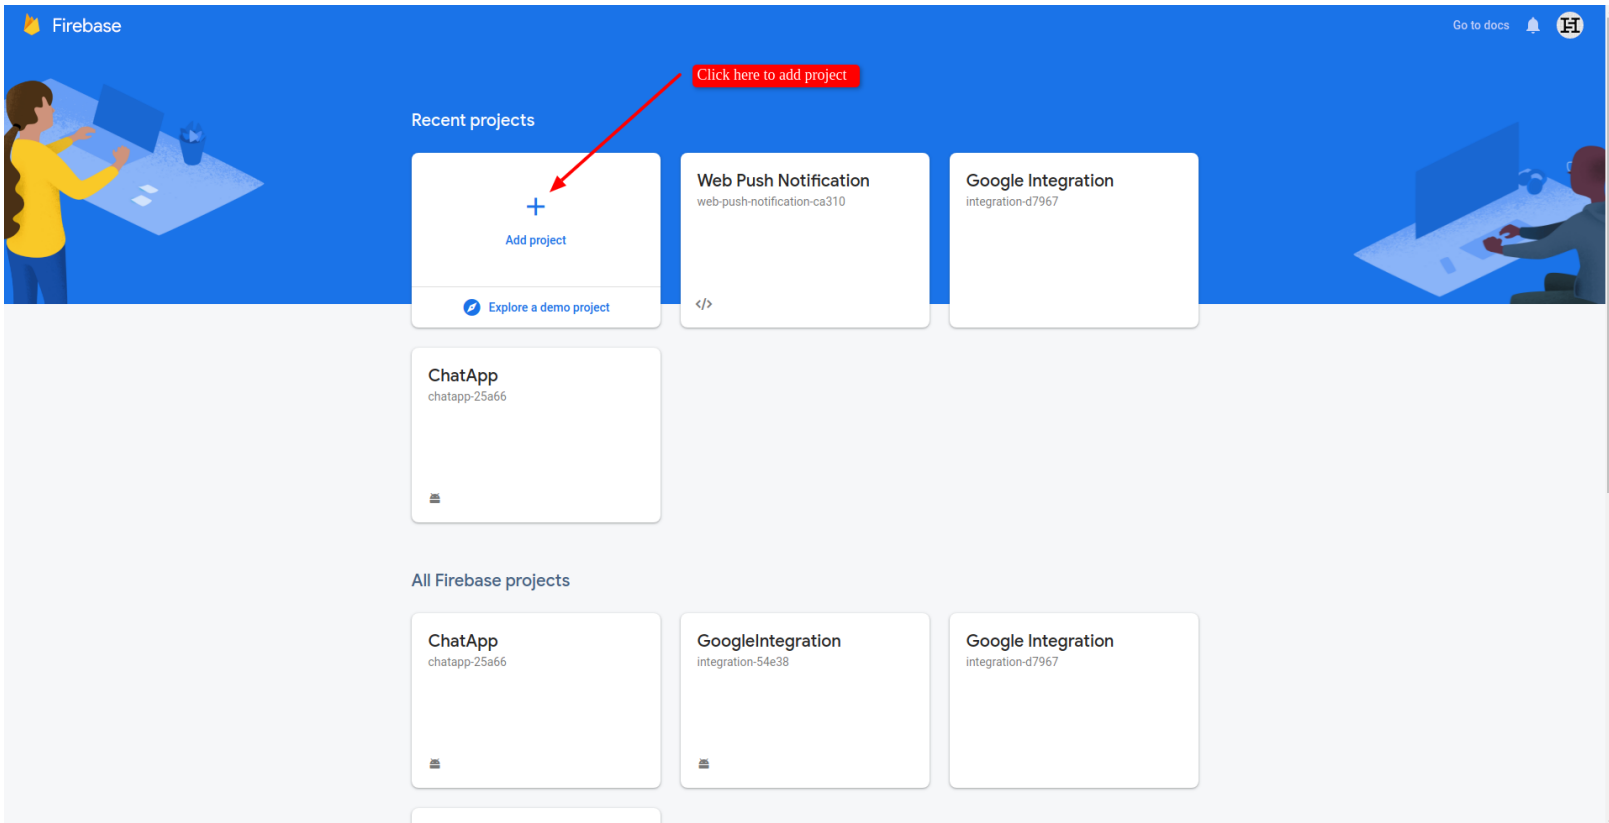 Firebase
Go to docs
Click here to add project
Recent projects
Add project
Explore a demo project
Web Push Notification
web-push-notification-ca310
</>
Google Integration
integration-d7967
ChatApp
chatapp-25a66
All Firebase projects
ChatApp
chatapp-25a66
GoogleIntegration
integration-54e38
Google Integration
integration-d7967